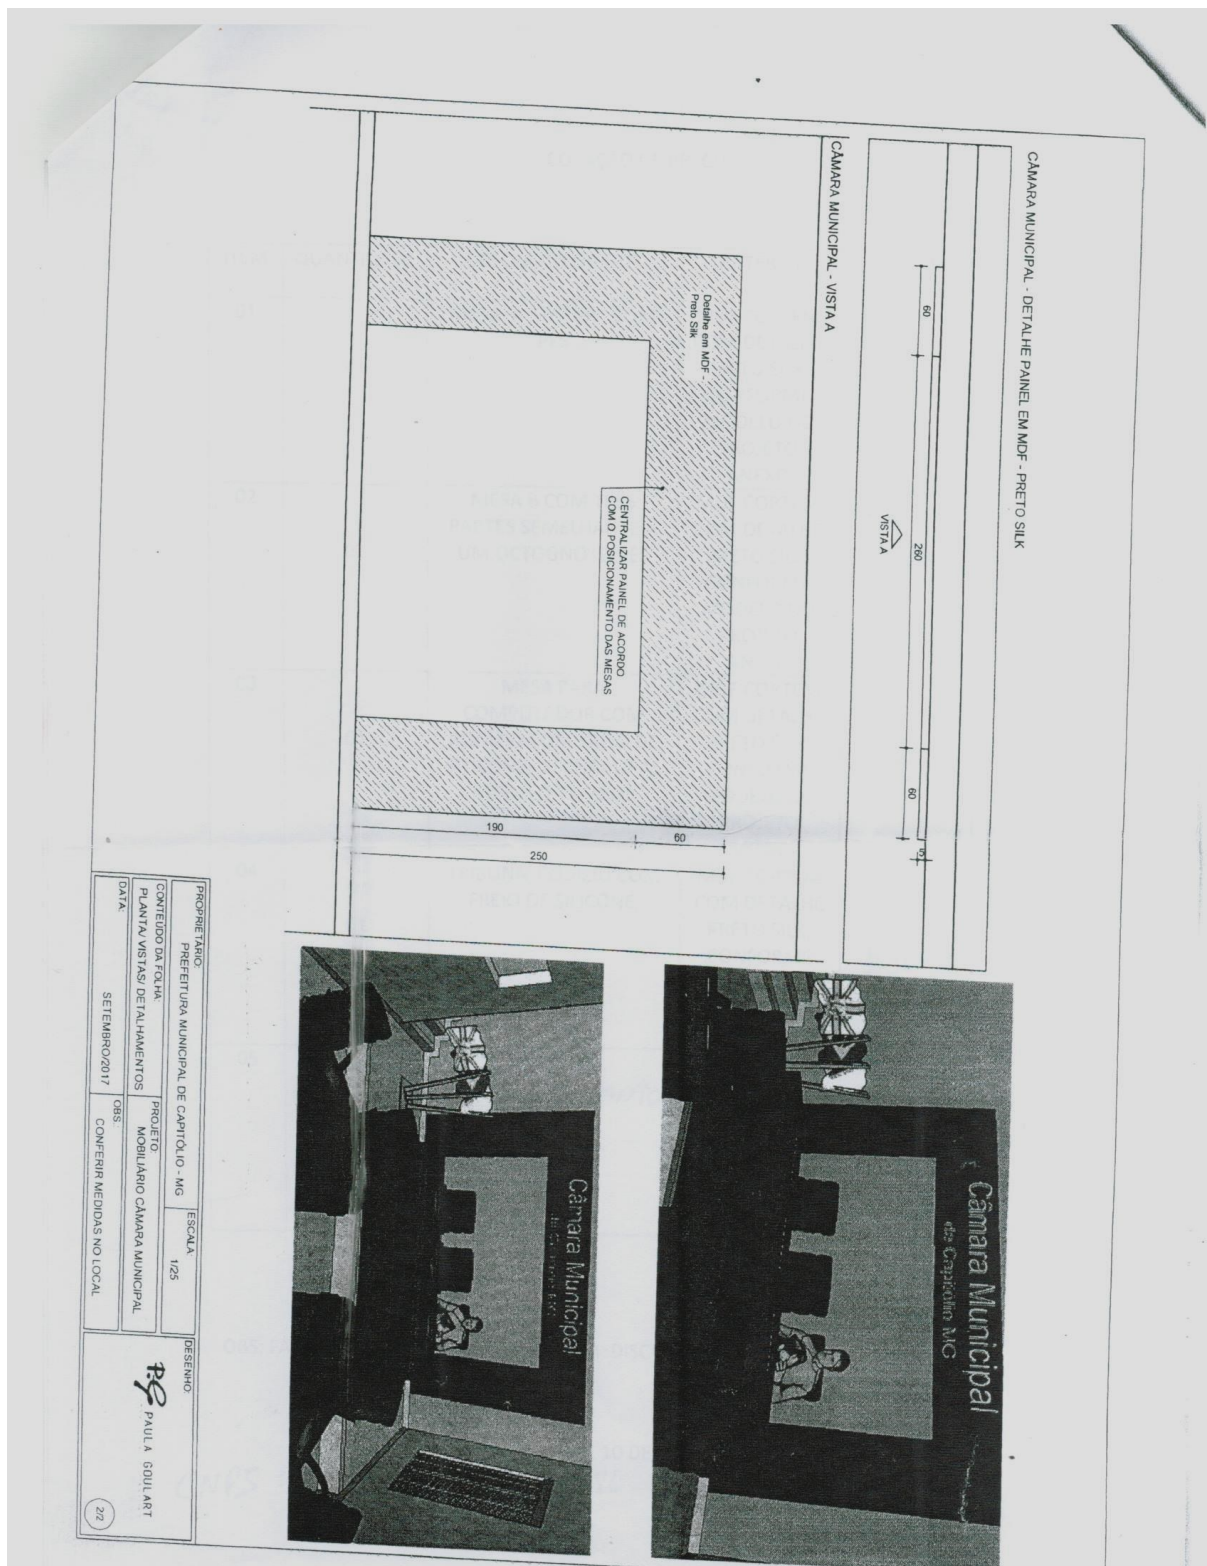 CÂMARA MUNICIPAL - DETALHE PAINEL EM MDF - PRETO SILK
60
260
60
5
VISTA A
CÂMARA MUNICIPAL - VISTA A
Detalhe em MDF -
Preto Silk
CENTRALIZAR PAINEL DE ACORDO
COM O POSICIONAMENTO DAS MESAS
60
190
250
Câmara Municipal
de Capitólio MG
Câmara Municipal
PROPRIETÁRIO:
PREFEITURA MUNICIPAL DE CAPITÓLIO - MG
ESCALA:
1/25
DESENHO:
CONTEÚDO DA FOLHA:
PLANTA/ VISTAS/ DETALHAMENTOS
PROJETO:
MOBILIÁRIO CÂMARA MUNICIPAL
DATA:
SETEMBRO/2017
OBS.:
CONFERIR MEDIDAS NO LOCAL
P.G PAULA GOULART
2/2